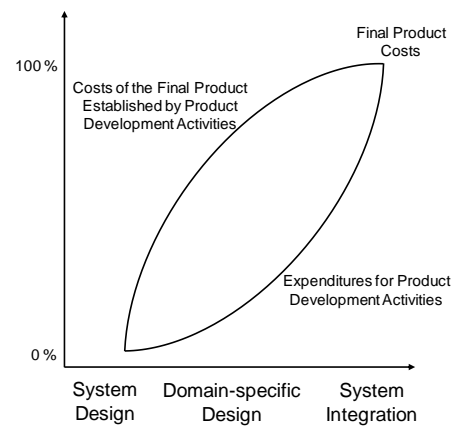 Final Product
Costs
100 %
Costs of the Final Product
Established by Product
Development Activities
Expenditures for Product
Development Activities
0 %
System
Design
Domain-specific
Design
System
Integration